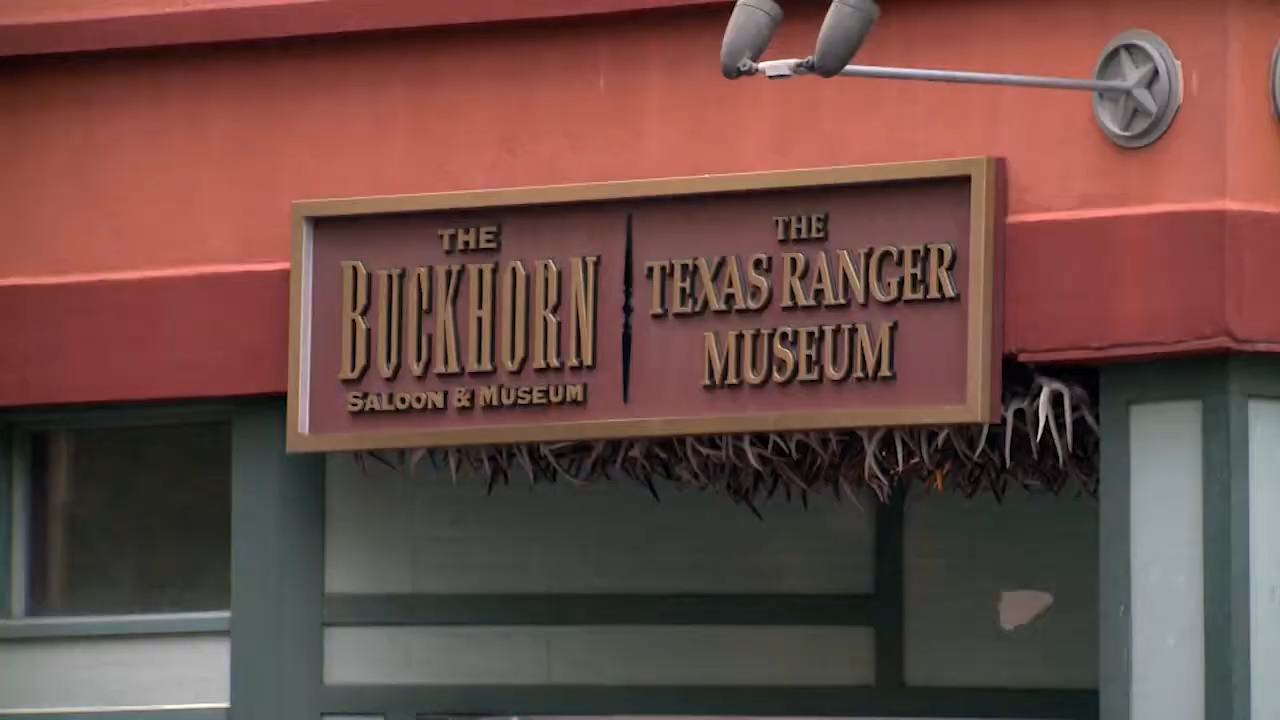 THE
BUCKHORN
SALOON & MUSEUM
THE
TEXAS RANGER
MUSEUM